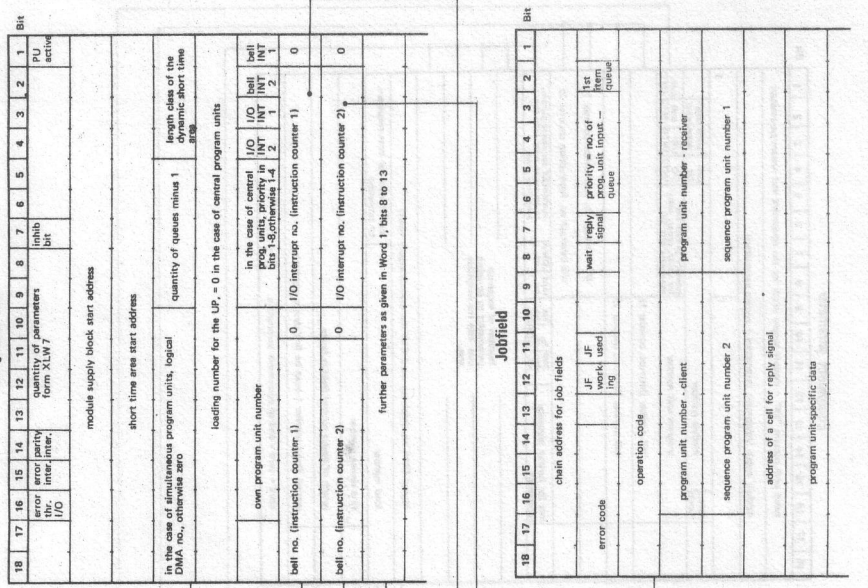 18 17 16 15 14 13 12 11 10 9 8 7 6 5 4 3 2 1 Bit
error thr. I/O
error inter.
parity inter.
quantity of parameters form XLW 7
inhib bit
PU active
module supply block start address
short time area start address
in the case of simultaneous program units, logical DMA no., otherwise zero
quantity of queues minus 1
length class of the dynamic short time area
loading number for the UP, = 0 in the case of central program units
own program unit number
in the case of central prog. units, priority in bits 1-8, otherwise 1-4
I/O INT 2
I/O INT 1
bell INT 2
bell INT 1
bell no. (instruction counter 1)
0
I/O interrupt no. (instruction counter 1)
0
bell no. (instruction counter 2)
0
I/O interrupt no. (instruction counter 2)
0
further parameters as given in Word 1, bits 8 to 13
Jobfield
18 17 16 15 14 13 12 11 10 9 8 7 6 5 4 3 2 1 Bit
chain address for job fields
error code
JF work ing
JF used
wait
reply signal
priority = no. of prog. unit input – queue
1st item queue
operation code
program unit number - client
program unit number - receiver
sequence program unit number 2
sequence program unit number 1
address of a cell for reply signal
program unit-specific data